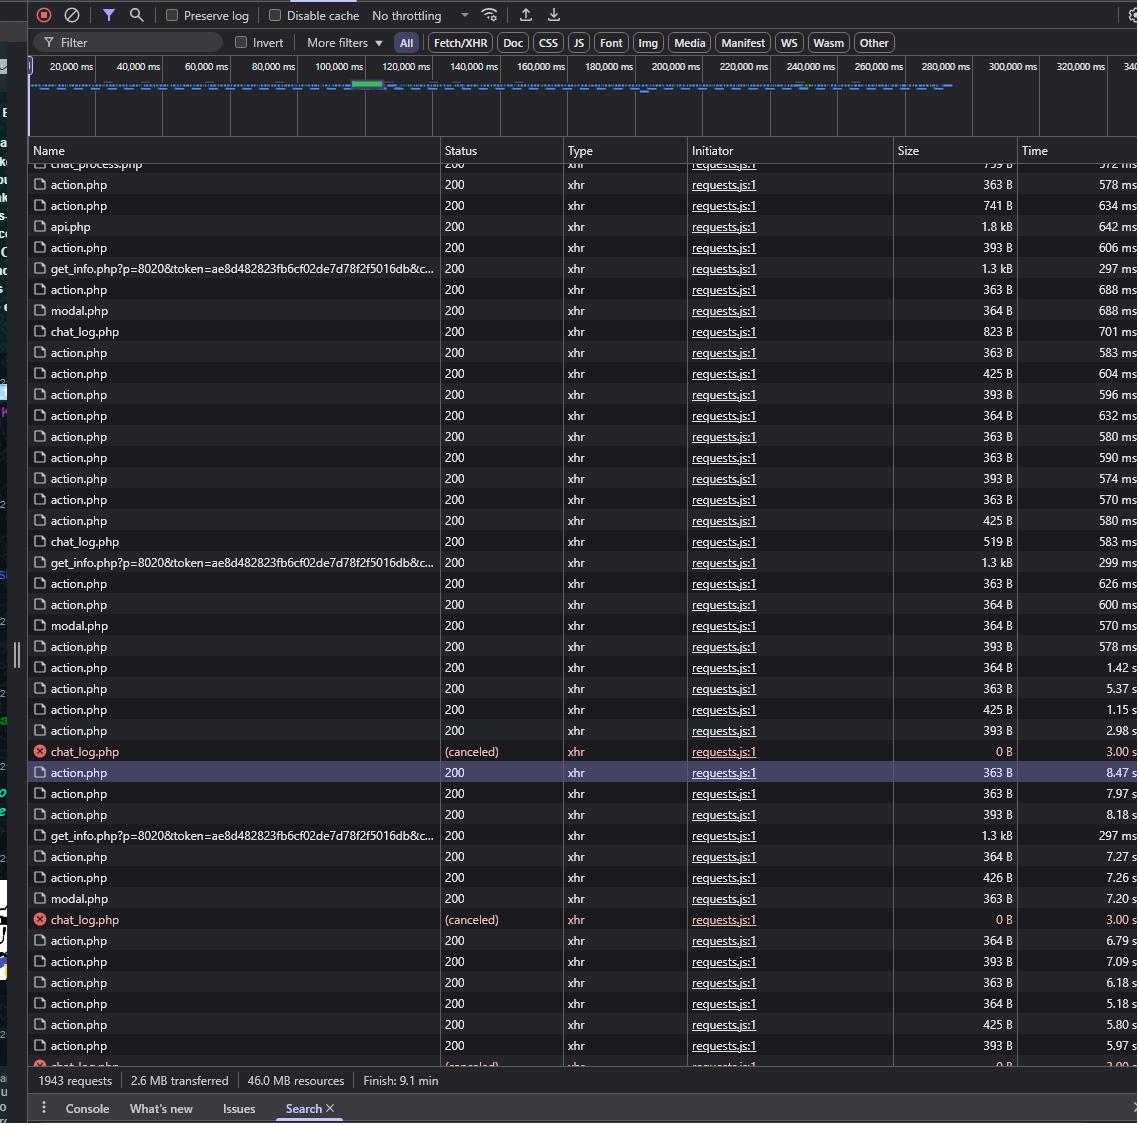 Preserve log Disable cache No throttling
Filter Invert More filters All Fetch/XHR Doc CSS JS Font Img Media Manifest WS Wasm Other
20,000 ms 40,000 ms 60,000 ms 80,000 ms 100,000 ms 120,000 ms 140,000 ms 160,000 ms 180,000 ms 200,000 ms 220,000 ms 240,000 ms 260,000 ms 280,000 ms 300,000 ms 320,000 ms 340
Name Status Type Initiator Size Time
chat_process.php 200 xhr requests.js:1 759 B 572 ms
action.php 200 xhr requests.js:1 363 B 578 ms
action.php 200 xhr requests.js:1 741 B 634 ms
api.php 200 xhr requests.js:1 1.8 kB 642 ms
action.php 200 xhr requests.js:1 393 B 606 ms
get_info.php?p=8020&token=ae8d482823fb6cf02de7d78f2f5016db&c... 200 xhr requests.js:1 1.3 kB 297 ms
action.php 200 xhr requests.js:1 363 B 688 ms
modal.php 200 xhr requests.js:1 364 B 688 ms
chat_log.php 200 xhr requests.js:1 823 B 701 ms
action.php 200 xhr requests.js:1 363 B 583 ms
action.php 200 xhr requests.js:1 425 B 604 ms
action.php 200 xhr requests.js:1 393 B 596 ms
action.php 200 xhr requests.js:1 364 B 632 ms
action.php 200 xhr requests.js:1 363 B 580 ms
action.php 200 xhr requests.js:1 363 B 590 ms
action.php 200 xhr requests.js:1 393 B 574 ms
action.php 200 xhr requests.js:1 363 B 570 ms
action.php 200 xhr requests.js:1 425 B 580 ms
chat_log.php 200 xhr requests.js:1 519 B 583 ms
get_info.php?p=8020&token=ae8d482823fb6cf02de7d78f2f5016db&c... 200 xhr requests.js:1 1.3 kB 299 ms
action.php 200 xhr requests.js:1 363 B 626 ms
action.php 200 xhr requests.js:1 364 B 600 ms
modal.php 200 xhr requests.js:1 364 B 570 ms
action.php 200 xhr requests.js:1 393 B 578 ms
action.php 200 xhr requests.js:1 364 B 1.42 s
action.php 200 xhr requests.js:1 363 B 5.37 s
action.php 200 xhr requests.js:1 425 B 1.15 s
action.php 200 xhr requests.js:1 393 B 2.98 s
chat_log.php (canceled) xhr requests.js:1 0 B 3.00 s
action.php 200 xhr requests.js:1 363 B 8.47 s
action.php 200 xhr requests.js:1 363 B 7.97 s
action.php 200 xhr requests.js:1 393 B 8.18 s
get_info.php?p=8020&token=ae8d482823fb6cf02de7d78f2f5016db&c... 200 xhr requests.js:1 1.3 kB 297 ms
action.php 200 xhr requests.js:1 364 B 7.27 s
action.php 200 xhr requests.js:1 426 B 7.26 s
modal.php 200 xhr requests.js:1 363 B 7.20 s
chat_log.php (canceled) xhr requests.js:1 0 B 3.00 s
action.php 200 xhr requests.js:1 364 B 6.79 s
action.php 200 xhr requests.js:1 393 B 7.09 s
action.php 200 xhr requests.js:1 363 B 6.18 s
action.php 200 xhr requests.js:1 364 B 5.18 s
action.php 200 xhr requests.js:1 425 B 5.80 s
action.php 200 xhr requests.js:1 393 B 5.97 s
chat_log.php (canceled) xhr requests.js:1 0 B 3.00 s
1943 requests 2.6 MB transferred 46.0 MB resources Finish: 9.1 min
Console What's new Issues Search